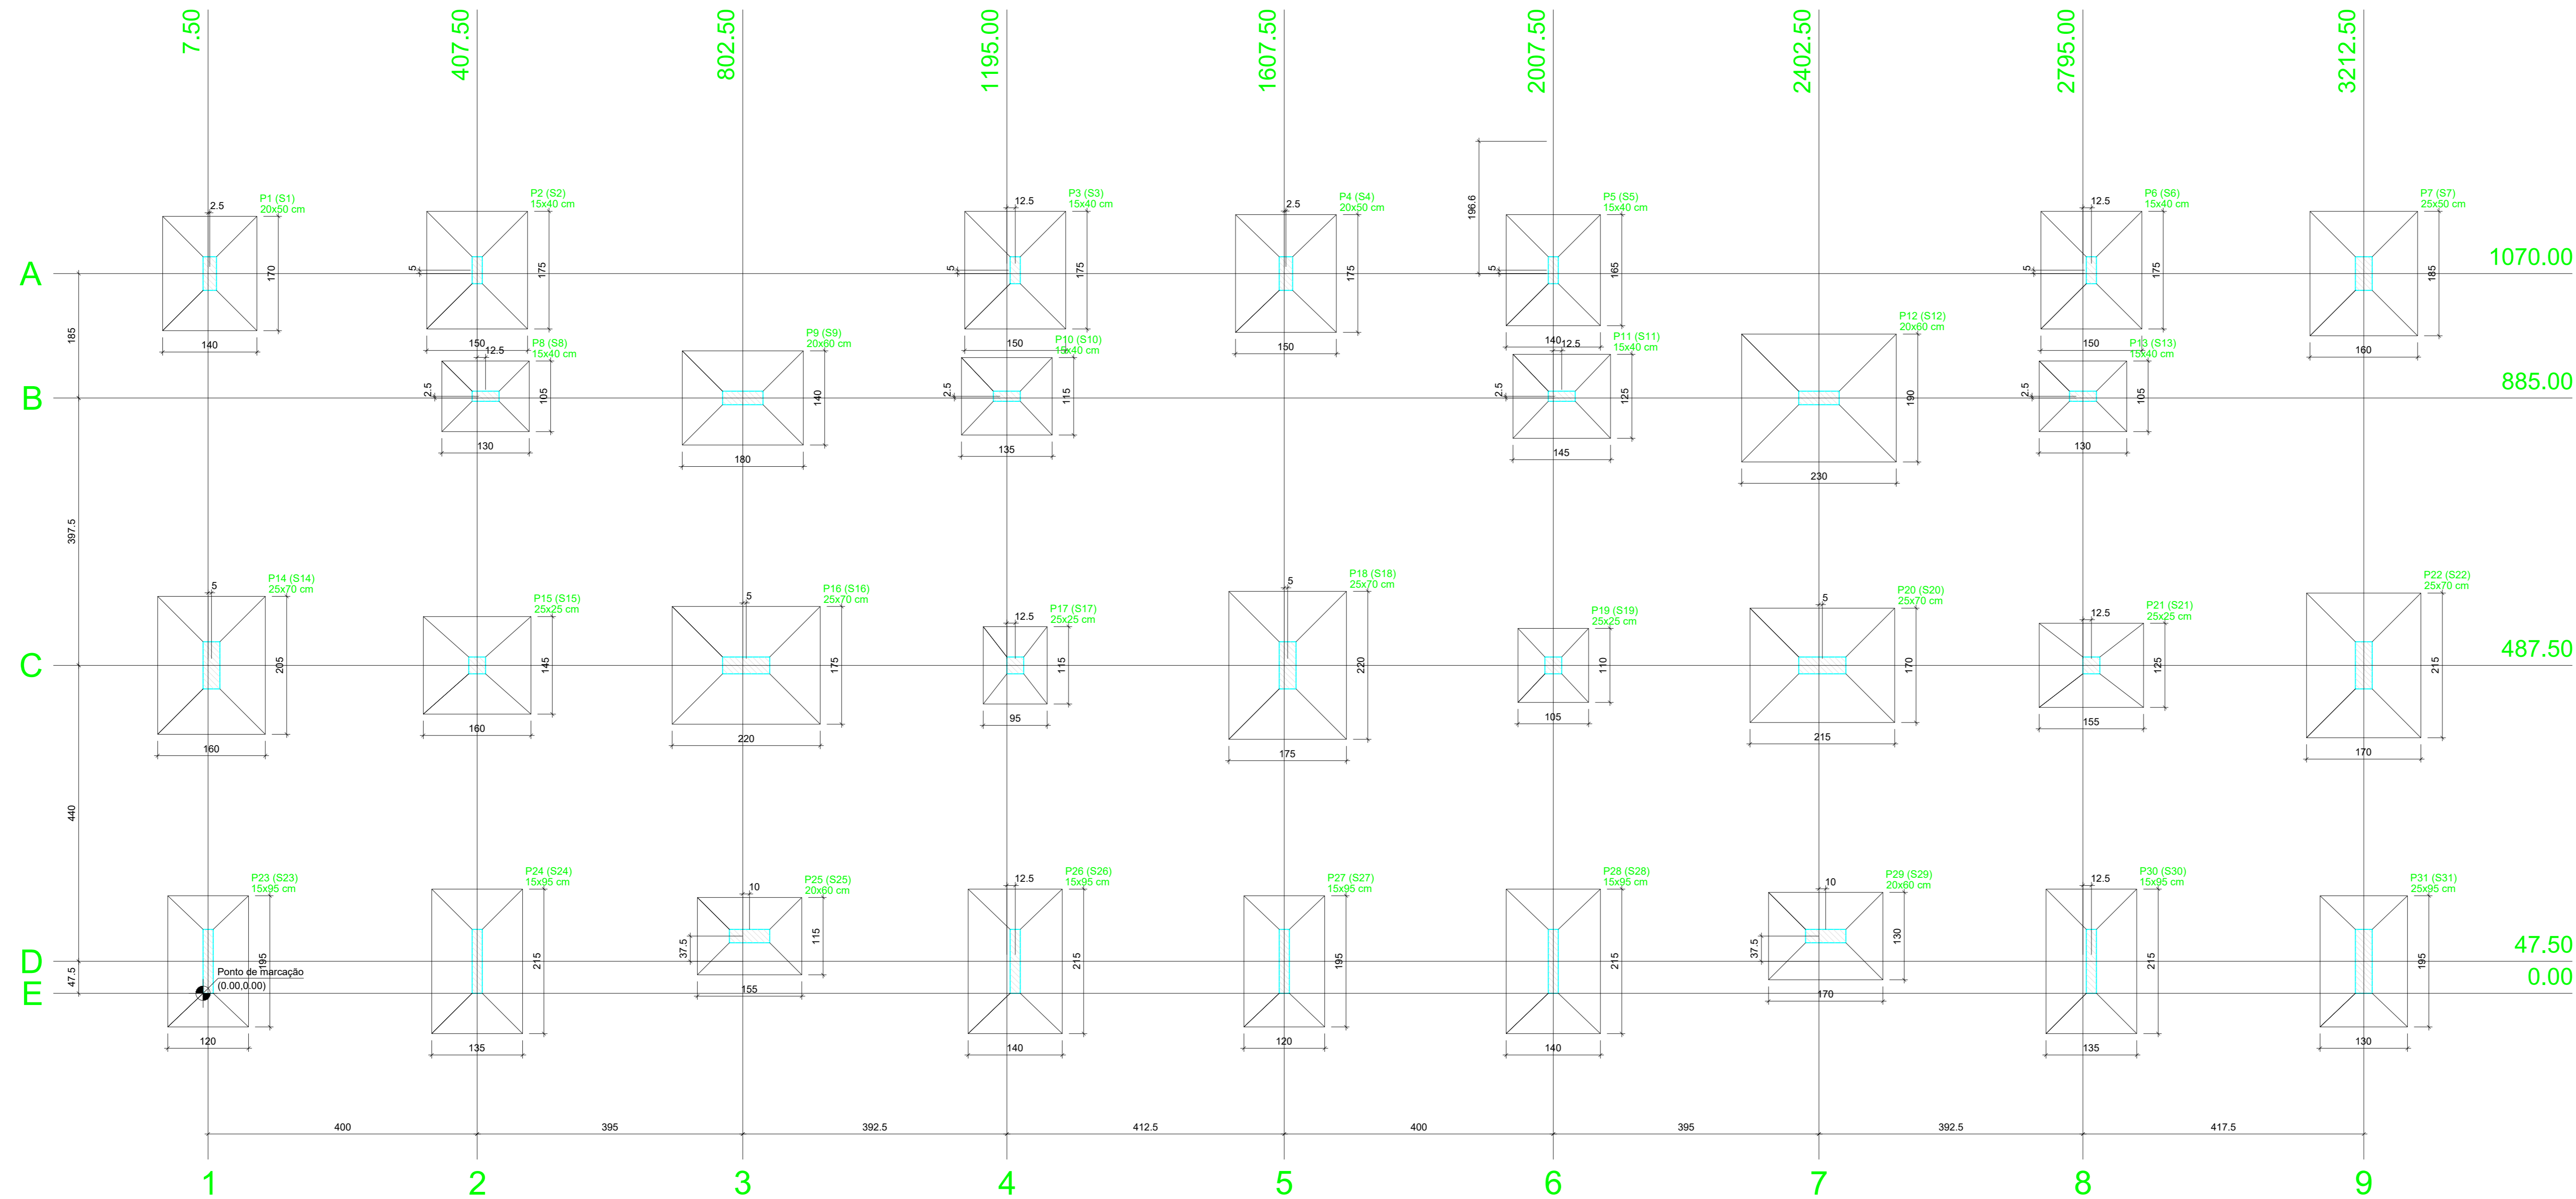 7.50
407.50
802.50
1195.00
1607.50
2007.50
2402.50
2795.00
3212.50
A
1070.00
185
P1 (S1)
20x50 cm
2.5
170
140
P2 (S2)
15x40 cm
5
175
150
P3 (S3)
15x40 cm
12.5
5
175
150
P4 (S4)
20x50 cm
2.5
175
150
196.6
P5 (S5)
15x40 cm
5
165
140
P6 (S6)
15x40 cm
12.5
5
175
150
P7 (S7)
25x50 cm
185
160
B
885.00
397.5
P8 (S8)
15x40 cm
12.5
2.5
105
130
P9 (S9)
20x60 cm
140
180
P10 (S10)
15x40 cm
2.5
115
135
P11 (S11)
15x40 cm
12.5
2.5
125
145
P12 (S12)
20x60 cm
190
230
P13 (S13)
15x40 cm
2.5
105
130
C
487.50
440
P14 (S14)
25x70 cm
5
205
160
P15 (S15)
25x25 cm
145
160
P16 (S16)
25x70 cm
5
175
220
P17 (S17)
25x25 cm
12.5
115
95
P18 (S18)
25x70 cm
5
220
175
P19 (S19)
25x25 cm
110
105
P20 (S20)
25x70 cm
5
170
215
P21 (S21)
25x25 cm
12.5
125
155
P22 (S22)
25x70 cm
215
170
D
47.50
47.5
E
0.00
P23 (S23)
15x95 cm
195
Ponto de marcação
(0.00,0.00)
120
P24 (S24)
15x95 cm
215
135
P25 (S25)
20x60 cm
10
37.5
115
155
P26 (S26)
15x95 cm
12.5
215
140
P27 (S27)
15x95 cm
195
120
P28 (S28)
15x95 cm
215
140
P29 (S29)
20x60 cm
10
37.5
130
170
P30 (S30)
15x95 cm
12.5
215
135
P31 (S31)
25x95 cm
195
130
400
395
392.5
412.5
400
395
392.5
417.5
1
2
3
4
5
6
7
8
9